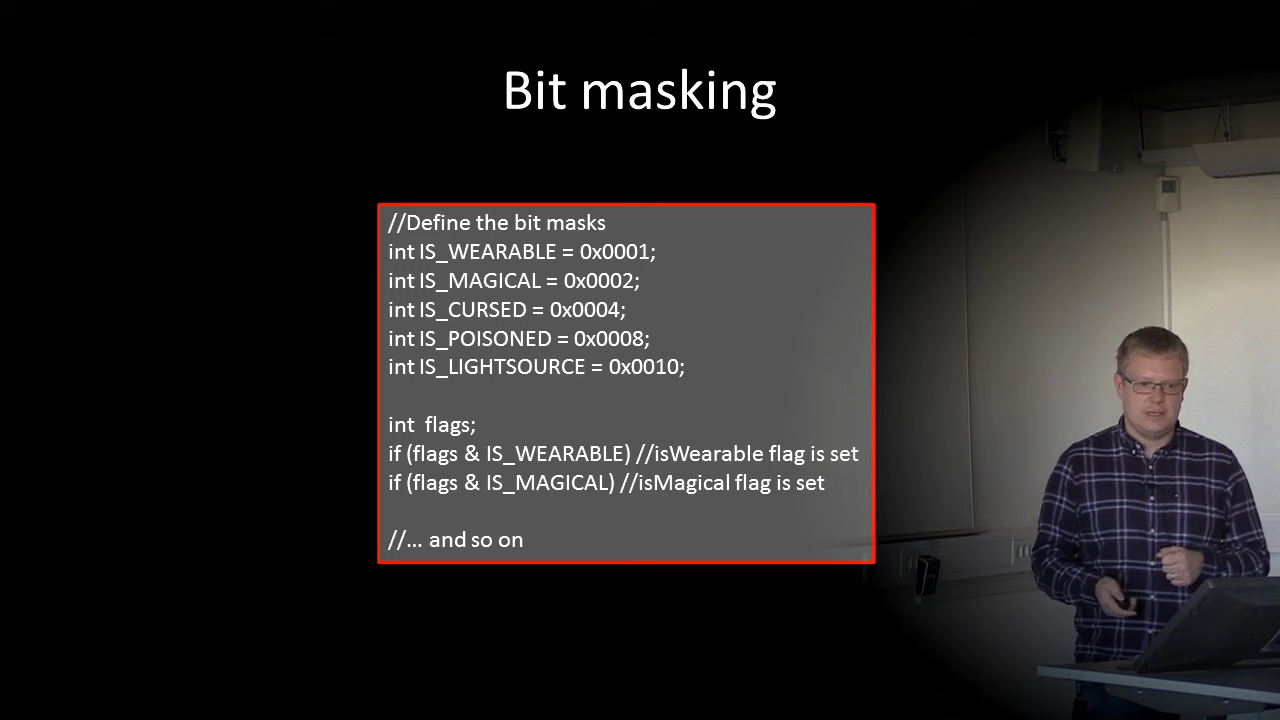 Bit masking
//Define the bit masks
int IS_WEARABLE = 0x0001;
int IS_MAGICAL = 0x0002;
int IS_CURSED = 0x0004;
int IS_POISONED = 0x0008;
int IS_LIGHTSOURCE = 0x0010;
int  flags;
if (flags & IS_WEARABLE) //isWearable flag is set
if (flags & IS_MAGICAL) //isMagical flag is set
//... and so on